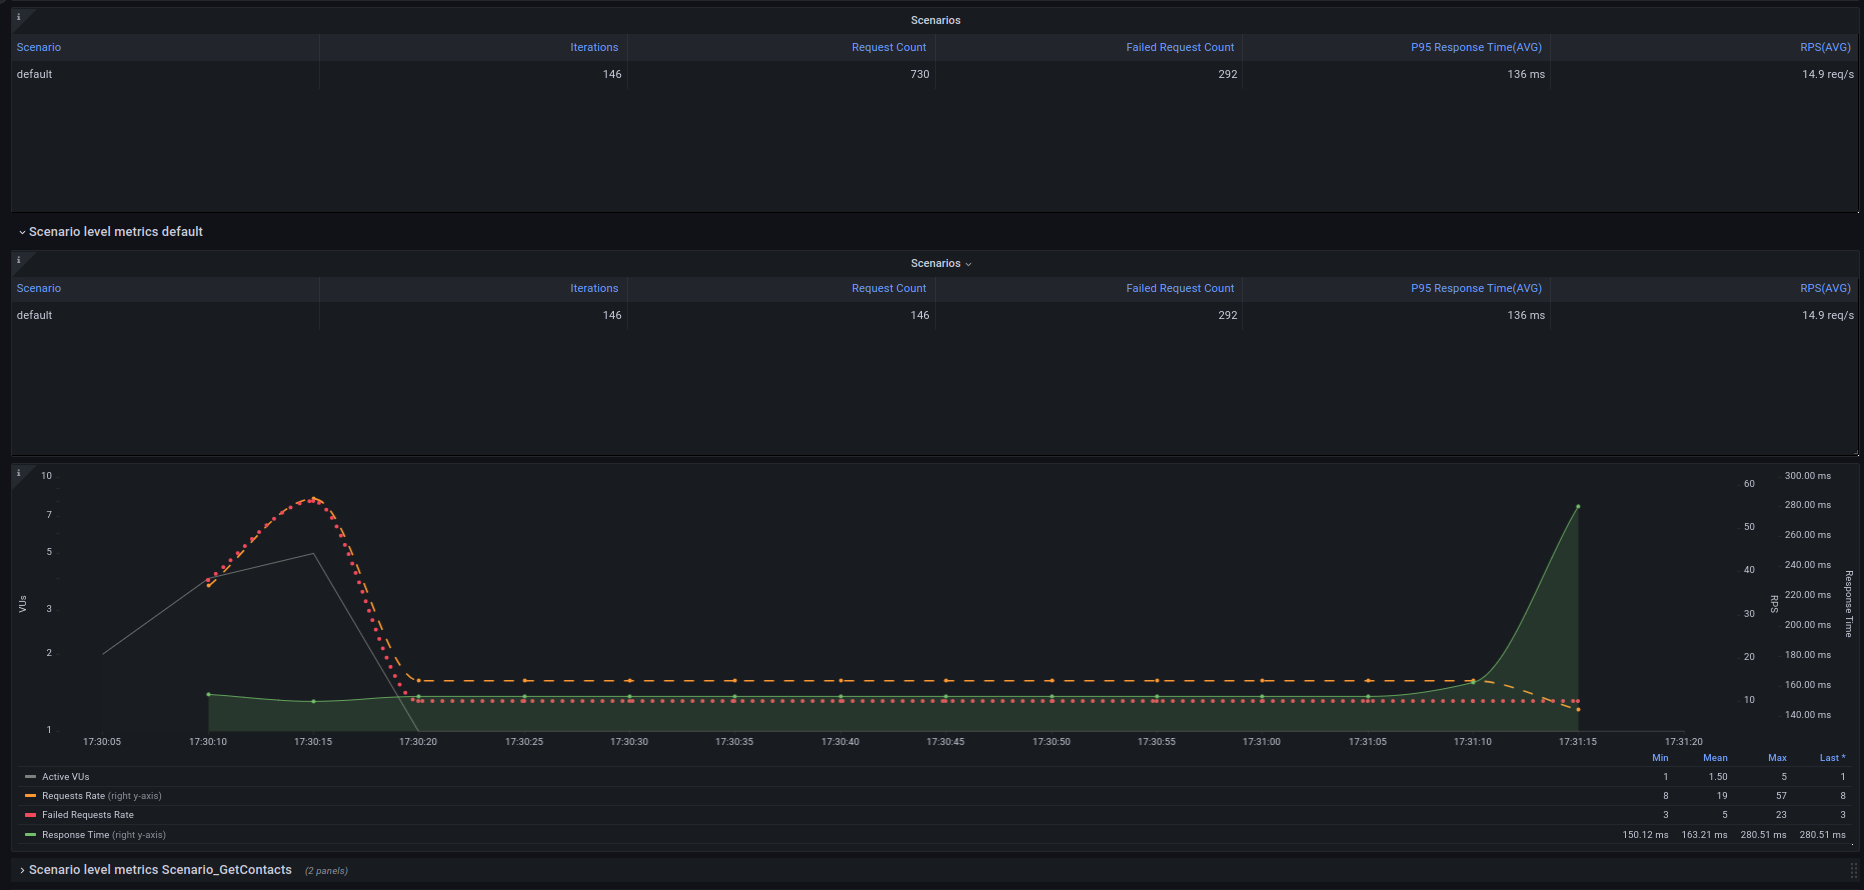 Scenarios
Scenario Iterations Request Count Failed Request Count P95 Response Time(AVG) RPS(AVG)
default 146 730 292 136 ms 14.9 req/s
Scenario level metrics default
Scenarios
Scenario Iterations Request Count Failed Request Count P95 Response Time(AVG) RPS(AVG)
default 146 146 292 136 ms 14.9 req/s
10
7
5
3
2
1
VUs
60
50
40
30
20
10
RPS
300.00 ms
280.00 ms
260.00 ms
240.00 ms
220.00 ms
200.00 ms
180.00 ms
160.00 ms
140.00 ms
Response Time
17:30:05 17:30:10 17:30:15 17:30:20 17:30:25 17:30:30 17:30:35 17:30:40 17:30:45 17:30:50 17:30:55 17:31:00 17:31:05 17:31:10 17:31:15 17:31:20
Min Mean Max Last *
Active VUs 1 1.50 5 1
Requests Rate (right y-axis) 8 19 57 8
Failed Requests Rate 3 5 23 3
Response Time (right y-axis) 150.12 ms 163.21 ms 280.51 ms 280.51 ms
Scenario level metrics Scenario_GetContacts (2 panels)